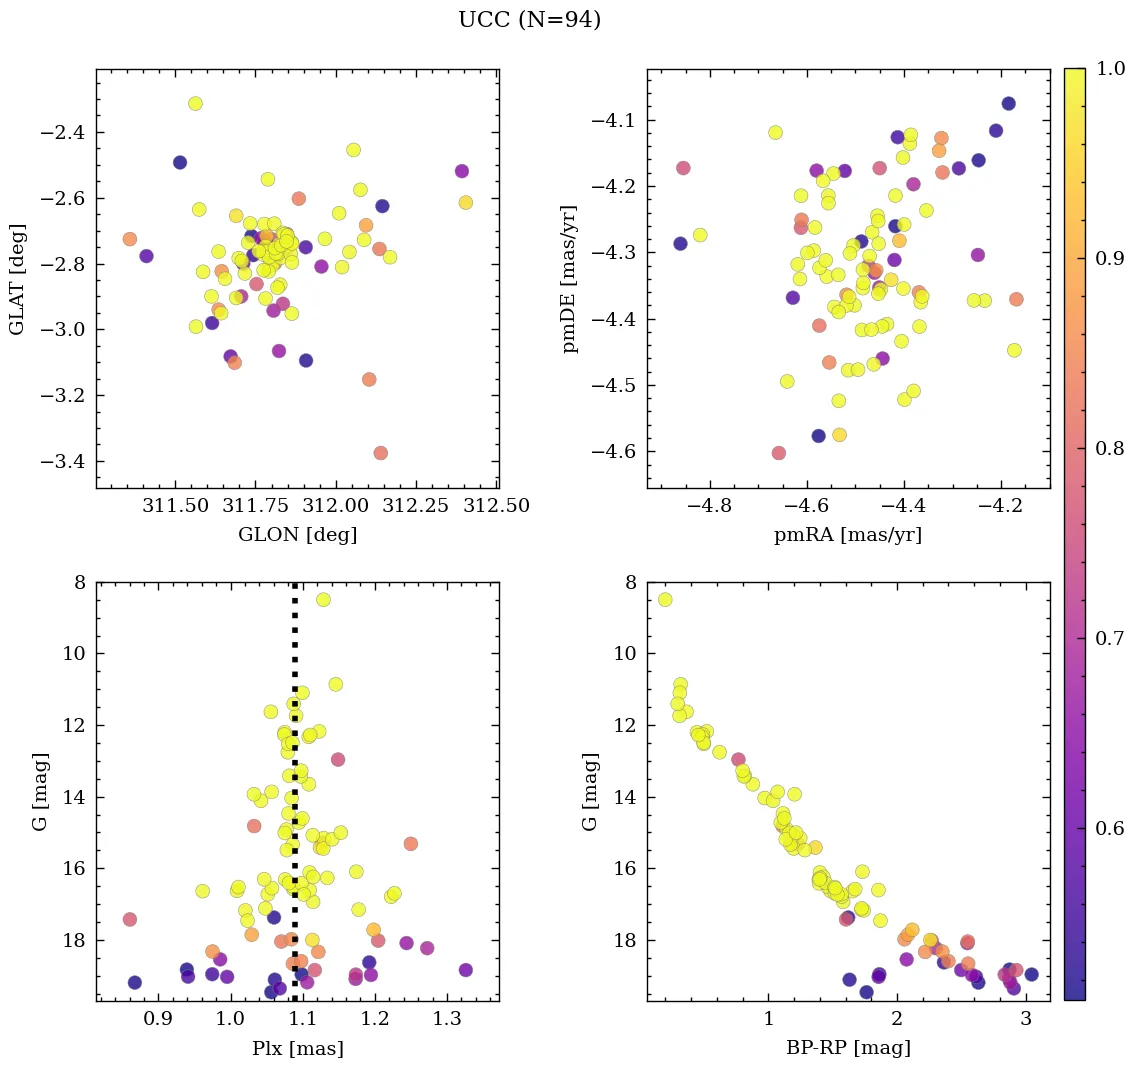 UCC (N=94)
−2.4
−2.6
−2.8
−3.0
−3.2
−3.4
GLAT [deg]
311.50 311.75 312.00 312.25 312.50
GLON [deg]
−4.1
−4.2
−4.3
−4.4
−4.5
−4.6
pmDE [mas/yr]
−4.8 −4.6 −4.4 −4.2
pmRA [mas/yr]
1.0
0.9
0.8
0.7
0.6
8
10
12
14
16
18
G [mag]
0.9 1.0 1.1 1.2 1.3
Plx [mas]
8
10
12
14
16
18
G [mag]
1 2 3
BP-RP [mag]